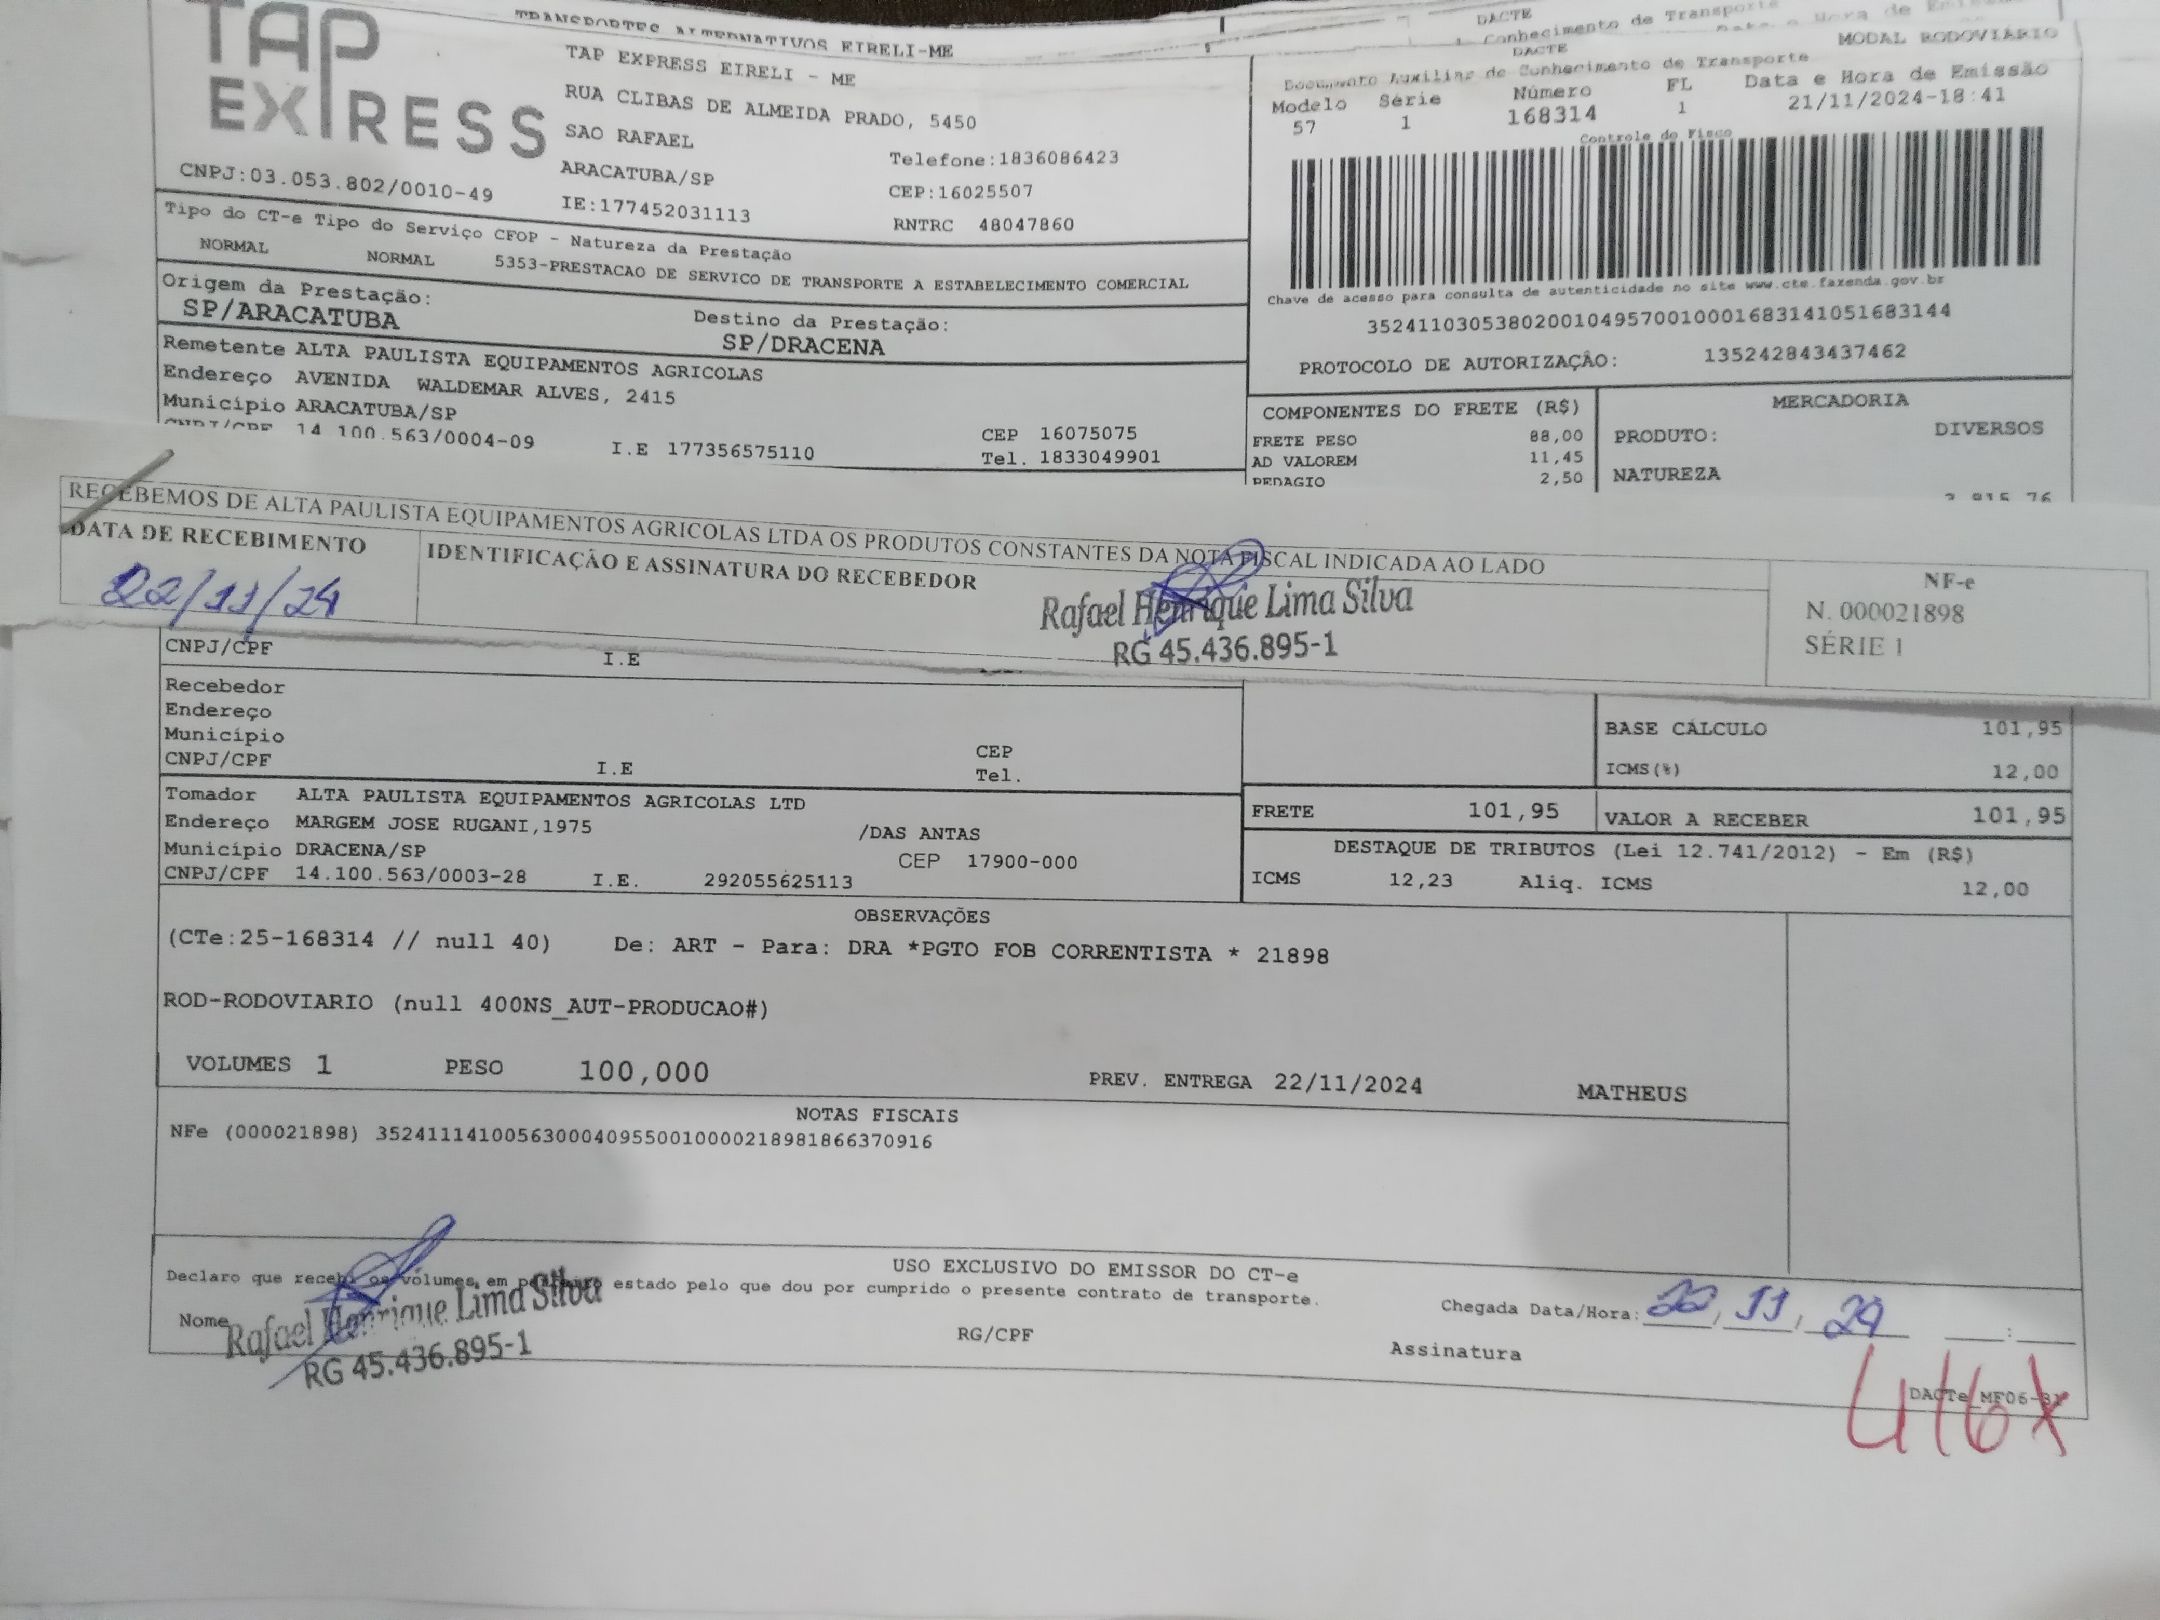 TAP
EXPRESS
CNPJ:03.053.802/0010-49
TRANSPORTES ALTERNATIVOS EIRELI-ME
TAP EXPRESS EIRELI - ME
RUA CLIBAS DE ALMEIDA PRADO, 5450
SAO RAFAEL
ARACATUBA/SP
IE:177452031113
Telefone:1836086423
CEP:16025507
RNTRC 48047860
DACTE
Conhecimento de Transporte
DACTE
MODAL RODOVIÁRIO
Documento Auxiliar de Conhecimento de Transporte
Modelo Série Número FL Data e Hora de Emissão
57 1 168314 1 21/11/2024-18:41
Controle do Fisco
Chave de acesso para consulta de autenticidade no site www.cte.fazenda.gov.br
35241103053802001049570010001683141051683144
PROTOCOLO DE AUTORIZAÇÃO: 135242843437462
Tipo do CT-e Tipo do Serviço CFOP - Natureza da Prestação
NORMAL NORMAL 5353-PRESTACAO DE SERVICO DE TRANSPORTE A ESTABELECIMENTO COMERCIAL
Origem da Prestação: Destino da Prestação:
SP/ARACATUBA SP/DRACENA
Remetente ALTA PAULISTA EQUIPAMENTOS AGRICOLAS
Endereço AVENIDA WALDEMAR ALVES, 2415
Município ARACATUBA/SP CEP 16075075
CNPJ/CPF 14.100.563/0004-09 I.E 177356575110 Tel. 1833049901
COMPONENTES DO FRETE (R$)
FRETE PESO 88,00
AD VALOREM 11,45
PEDAGIO 2,50
MERCADORIA
PRODUTO: DIVERSOS
NATUREZA
RECEBEMOS DE ALTA PAULISTA EQUIPAMENTOS AGRICOLAS LTDA OS PRODUTOS CONSTANTES DA NOTA FISCAL INDICADA AO LADO
DATA DE RECEBIMENTO
22/11/24
IDENTIFICAÇÃO E ASSINATURA DO RECEBEDOR
Rafael Henrique Lima Silva
RG 45.436.895-1
NF-e
N. 000021898
SÉRIE 1
CNPJ/CPF I.E
Recebedor
Endereço
Município CEP
CNPJ/CPF I.E Tel.
BASE CÁLCULO 101,95
ICMS(%) 12,00
Tomador ALTA PAULISTA EQUIPAMENTOS AGRICOLAS LTD
Endereço MARGEM JOSE RUGANI,1975 /DAS ANTAS
Município DRACENA/SP CEP 17900-000
CNPJ/CPF 14.100.563/0003-28 I.E. 292055625113
FRETE 101,95 VALOR A RECEBER 101,95
DESTAQUE DE TRIBUTOS (Lei 12.741/2012) - Em (R$)
ICMS 12,23 Aliq. ICMS 12,00
OBSERVAÇÕES
(CTe:25-168314 // null 40) De: ART - Para: DRA *PGTO FOB CORRENTISTA * 21898
ROD-RODOVIARIO (null 400NS_AUT-PRODUCAO#)
VOLUMES 1 PESO 100,000 PREV. ENTREGA 22/11/2024 MATHEUS
NOTAS FISCAIS
NFe (000021898) 35241114100563000409550010000218981866370916
USO EXCLUSIVO DO EMISSOR DO CT-e
Declaro que recebi os volumes em perfeito estado pelo que dou por cumprido o presente contrato de transporte.
Nome RG/CPF Assinatura
Rafael Henrique Lima Silva
RG 45.436.895-1
Chegada Data/Hora: 22, 11, 24